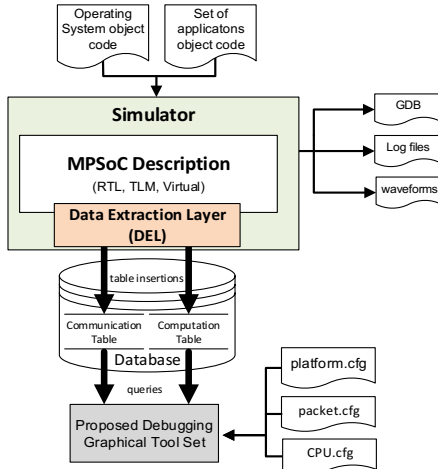 Operating
System object
code
Set of
applicatons
object code
Simulator
MPSoC Description
(RTL, TLM, Virtual)
Data Extraction Layer
(DEL)
GDB
Log files
waveforms
table insertions
Communication
Table
Computation
Table
Database
queries
Proposed Debugging
Graphical Tool Set
platform.cfg
packet.cfg
CPU.cfg